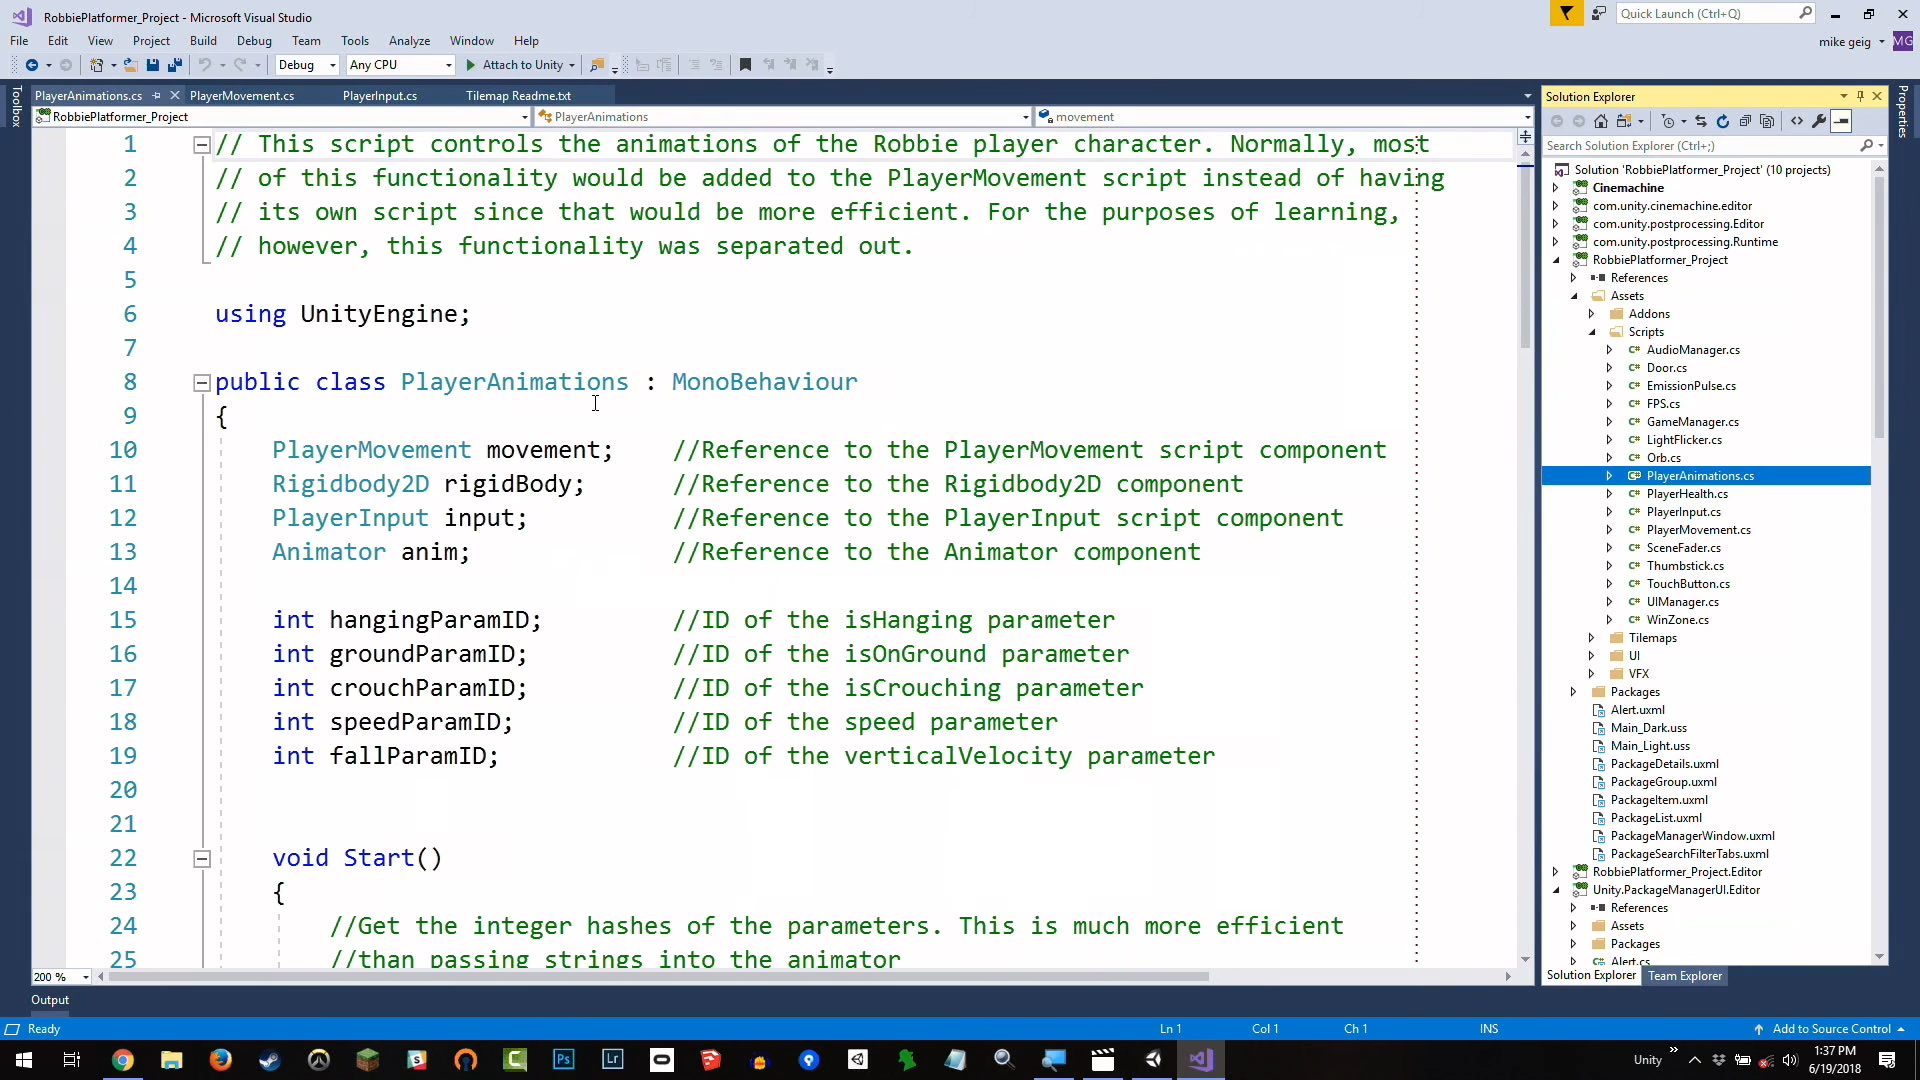 RobbiePlatformer_Project - Microsoft Visual Studio
Quick Launch (Ctrl+Q)
File Edit View Project Build Debug Team Tools Analyze Window Help
mike geig MG
Debug Any CPU Attach to Unity
Toolbox
PlayerAnimations.cs PlayerMovement.cs PlayerInput.cs Tilemap Readme.txt
RobbiePlatformer_Project PlayerAnimations movement
1 // This script controls the animations of the Robbie player character. Normally, most
2 // of this functionality would be added to the PlayerMovement script instead of having
3 // its own script since that would be more efficient. For the purposes of learning,
4 // however, this functionality was separated out.
5
6 using UnityEngine;
7
8 public class PlayerAnimations : MonoBehaviour
9 {
10 PlayerMovement movement; //Reference to the PlayerMovement script component
11 Rigidbody2D rigidBody; //Reference to the Rigidbody2D component
12 PlayerInput input; //Reference to the PlayerInput script component
13 Animator anim; //Reference to the Animator component
14
15 int hangingParamID; //ID of the isHanging parameter
16 int groundParamID; //ID of the isOnGround parameter
17 int crouchParamID; //ID of the isCrouching parameter
18 int speedParamID; //ID of the speed parameter
19 int fallParamID; //ID of the verticalVelocity parameter
20
21
22 void Start()
23 {
24 //Get the integer hashes of the parameters. This is much more efficient
25 //than passing strings into the animator
200 %
Solution Explorer
Properties
Search Solution Explorer (Ctrl+;)
Solution 'RobbiePlatformer_Project' (10 projects)
Cinemachine
com.unity.cinemachine.editor
com.unity.postprocessing.Editor
com.unity.postprocessing.Runtime
RobbiePlatformer_Project
References
Assets
Addons
Scripts
C# AudioManager.cs
C# Door.cs
C# EmissionPulse.cs
C# FPS.cs
C# GameManager.cs
C# LightFlicker.cs
C# Orb.cs
C# PlayerAnimations.cs
C# PlayerHealth.cs
C# PlayerInput.cs
C# PlayerMovement.cs
C# SceneFader.cs
C# Thumbstick.cs
C# TouchButton.cs
C# UIManager.cs
C# WinZone.cs
Tilemaps
UI
VFX
Packages
Alert.uxml
Main_Dark.uss
Main_Light.uss
PackageDetails.uxml
PackageGroup.uxml
PackageItem.uxml
PackageList.uxml
PackageManagerWindow.uxml
PackageSearchFilterTabs.uxml
RobbiePlatformer_Project.Editor
Unity.PackageManagerUI.Editor
References
Assets
Packages
C# Alert.cs
Solution Explorer Team Explorer
Output
Ready Ln 1 Col 1 Ch 1 INS Add to Source Control
Ps Lr Unity 1:37 PM
6/19/2018